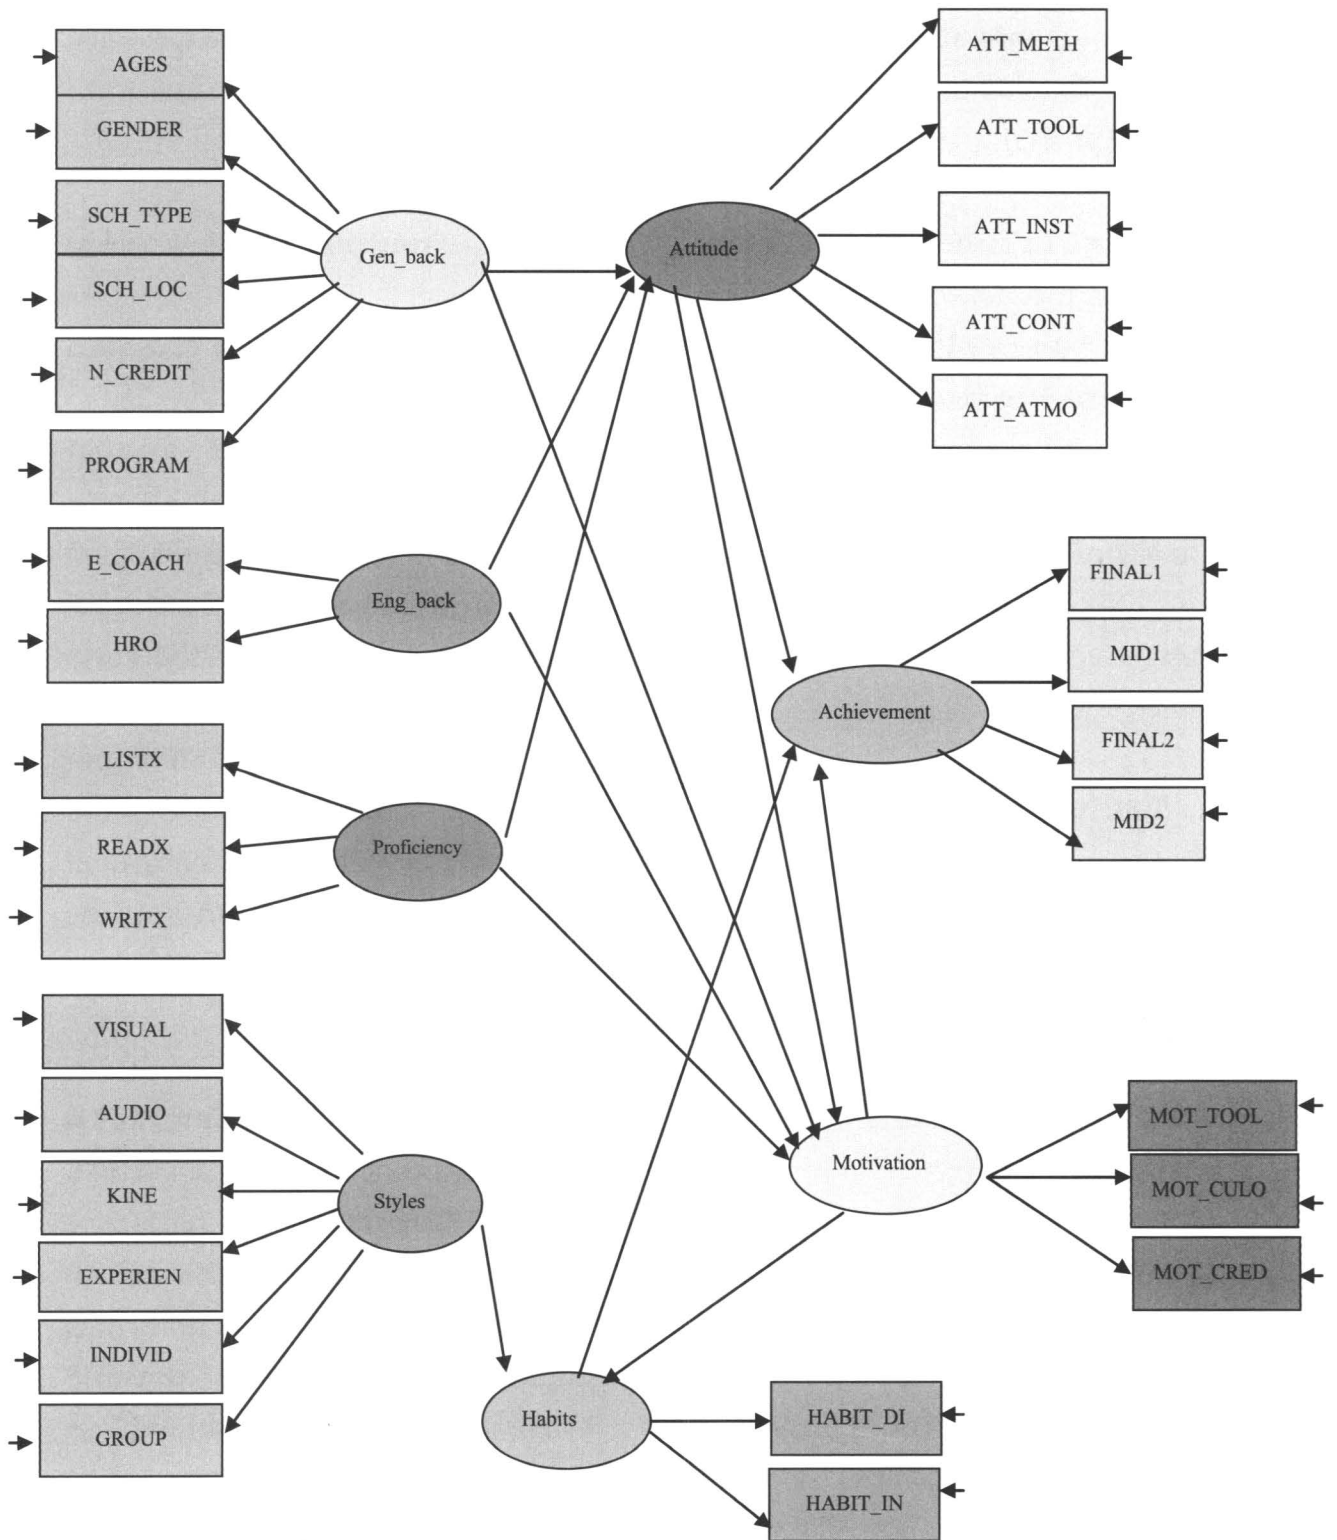 AGES
GENDER
SCH_TYPE
SCH_LOC
N_CREDIT
PROGRAM
E_COACH
HRO
LISTX
READX
WRITX
VISUAL
AUDIO
KINE
EXPERIEN
INDIVID
GROUP
Gen_back
Eng_back
Proficiency
Styles
Habits
Attitude
Achievement
Motivation
ATT_METH
ATT_TOOL
ATT_INST
ATT_CONT
ATT_ATMO
FINAL1
MID1
FINAL2
MID2
MOT_TOOL
MOT_CULO
MOT_CRED
HABIT_DI
HABIT_IN